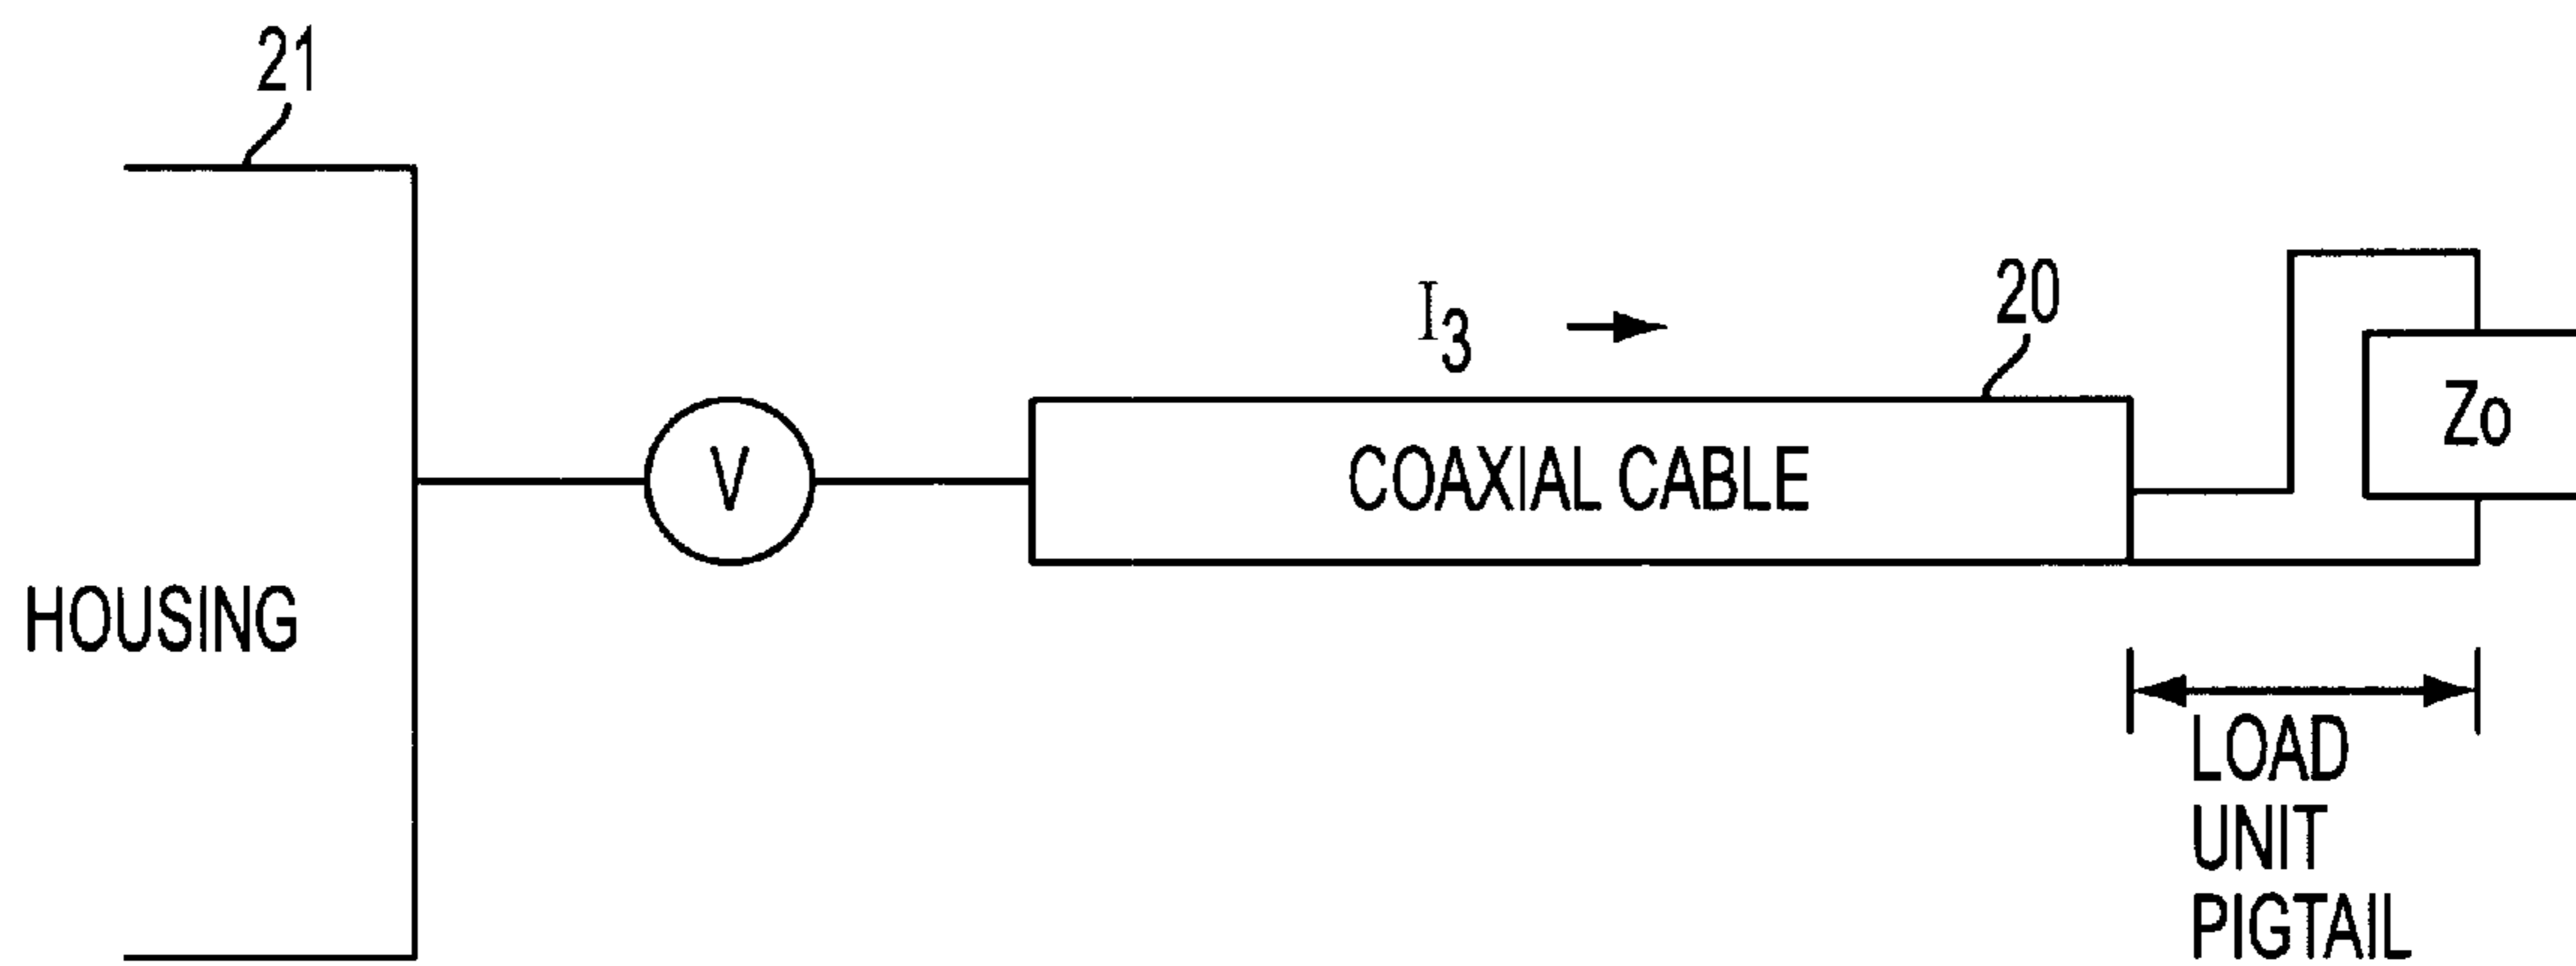 21
I3
20
Zo
V
COAXIAL CABLE
HOUSING
LOAD
UNIT
PIGTAIL